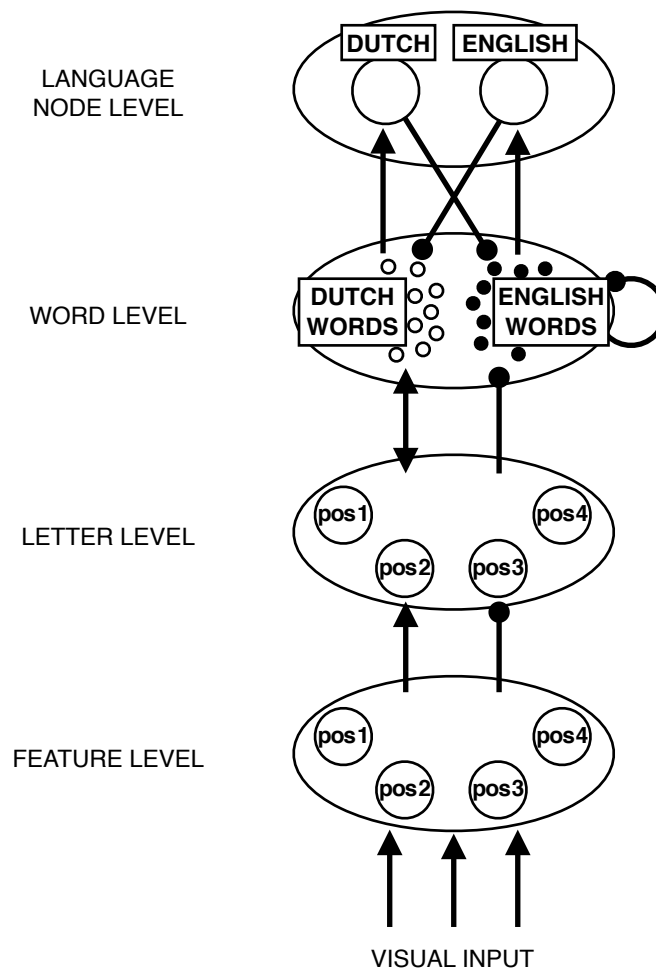 DUTCH
ENGLISH
LANGUAGE
NODE LEVEL
DUTCH
WORDS
ENGLISH
WORDS
WORD LEVEL
pos1
pos4
LETTER LEVEL
pos2
pos3
pos1
pos4
FEATURE LEVEL
pos2
pos3
VISUAL INPUT